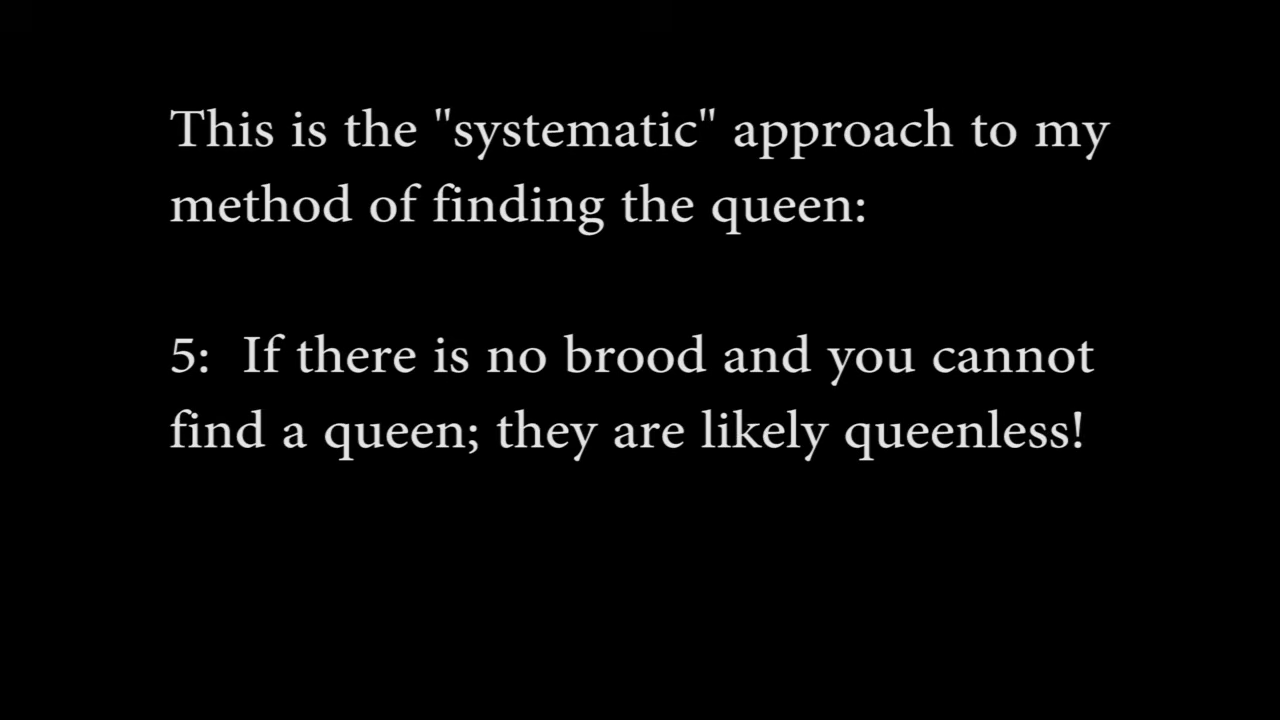 This is the "systematic" approach to my
method of finding the queen:
5:  If there is no brood and you cannot
find a queen; they are likely queenless!